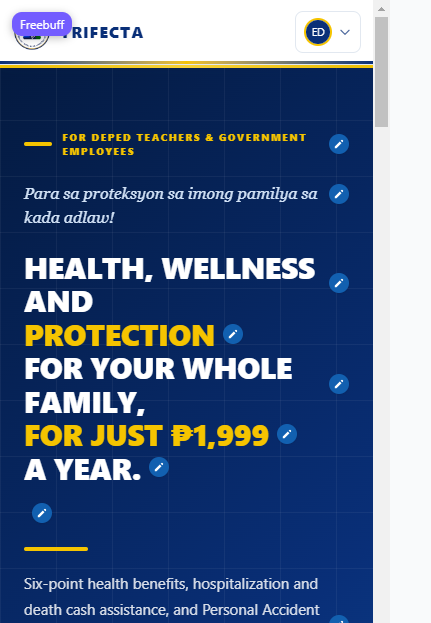 Freebuff
TRIFECTA
ED
FOR DEPED TEACHERS & GOVERNMENT
EMPLOYEES
Para sa proteksyon sa imong pamilya sa
kada adlaw!
HEALTH, WELLNESS
AND
PROTECTION
FOR YOUR WHOLE
FAMILY,
FOR JUST ₱1,999
A YEAR.
Six-point health benefits, hospitalization and
death cash assistance, and Personal Accident